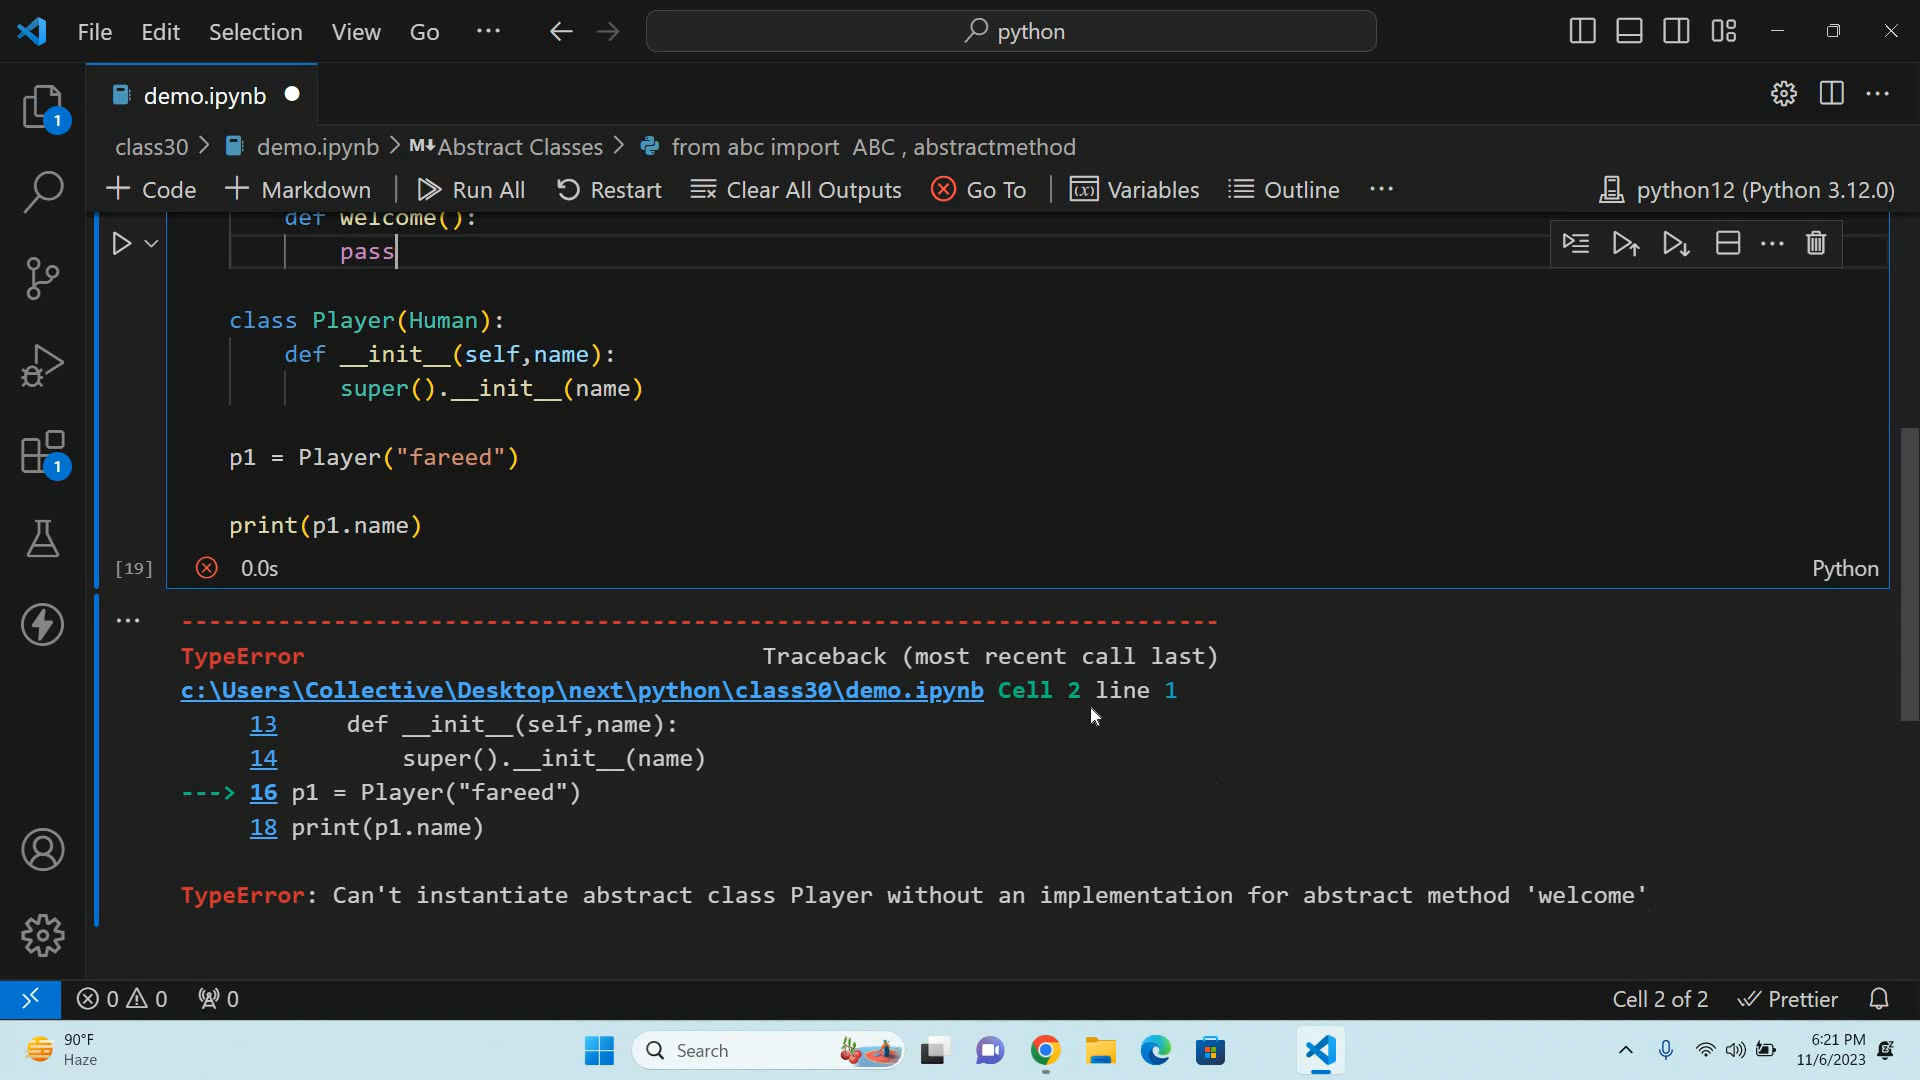 File Edit Selection View Go ··· python
demo.ipynb
class30 > demo.ipynb > M↓Abstract Classes > from abc import ABC , abstractmethod
+ Code + Markdown | Run All Restart Clear All Outputs Go To | Variables Outline ··· python12 (Python 3.12.0)
def welcome():
pass
class Player(Human):
def __init__(self,name):
super().__init__(name)
p1 = Player("fareed")
print(p1.name)
[19] 0.0s Python
---------------------------------------------------------------------------
TypeError Traceback (most recent call last)
c:\Users\Collective\Desktop\next\python\class30\demo.ipynb Cell 2 line 1
13 def __init__(self,name):
14 super().__init__(name)
---> 16 p1 = Player("fareed")
18 print(p1.name)
TypeError: Can't instantiate abstract class Player without an implementation for abstract method 'welcome'
1
1
0 0 0 Cell 2 of 2 Prettier
90°F
Haze
Search
6:21 PM
11/6/2023